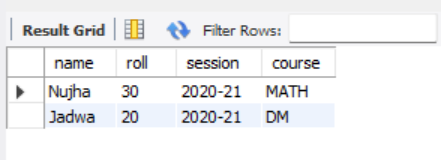 Result Grid Filter Rows:
name roll session course
Nujha 30 2020-21 MATH
Jadwa 20 2020-21 DM